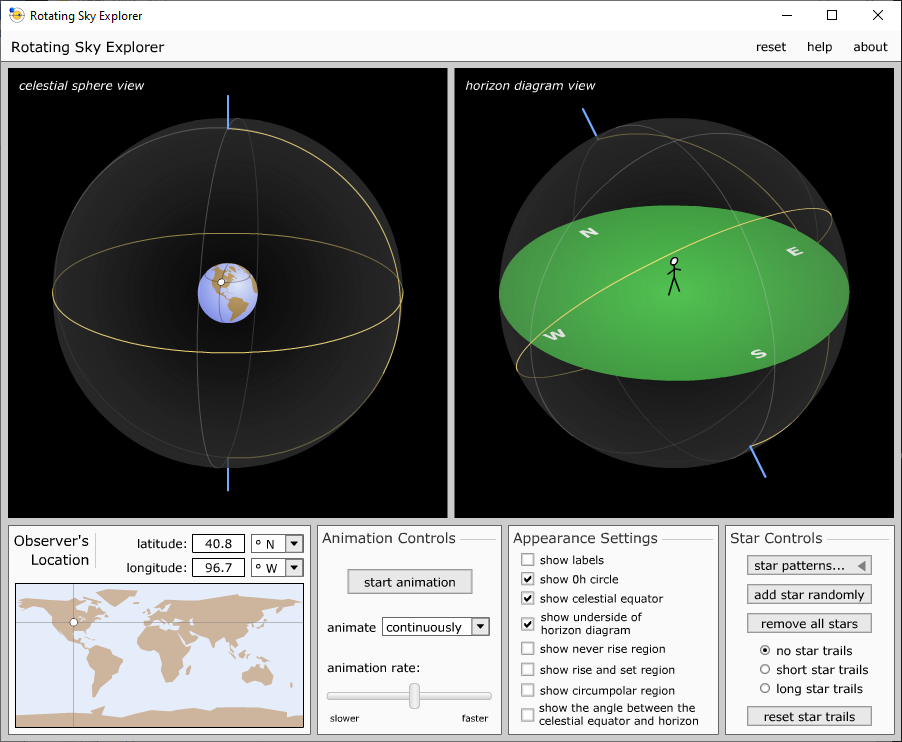 Rotating Sky Explorer
Rotating Sky Explorer
reset help about
celestial sphere view
horizon diagram view
N
E
W
S
Observer's
Location
latitude: 40.8 ° N
longitude: 96.7 ° W
Animation Controls
start animation
animate continuously
animation rate:
slower faster
Appearance Settings
show labels
show 0h circle
show celestial equator
show underside of
horizon diagram
show never rise region
show rise and set region
show circumpolar region
show the angle between the
celestial equator and horizon
Star Controls
star patterns...
add star randomly
remove all stars
no star trails
short star trails
long star trails
reset star trails